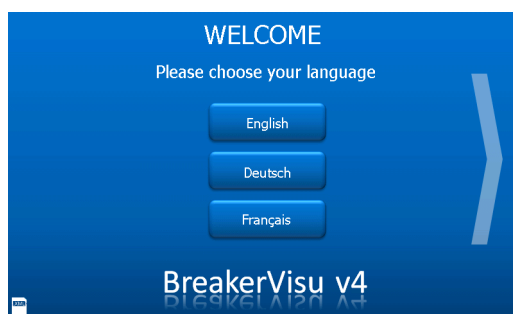 WELCOME
Please choose your language
English
Deutsch
Français
BreakerVisu v4